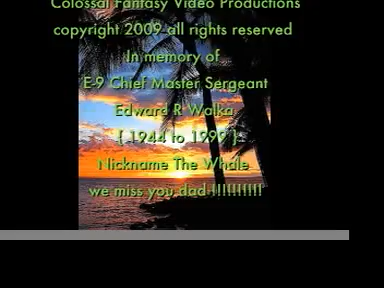 Colossal Fantasy Video Productions
copyright 2009 all rights reserved
In memory of
E-9 Chief Master Sergeant
Edward R Walka
{ 1944 to 1999 }
Nickname The Whale
we miss you dad !!!!!!!!!!